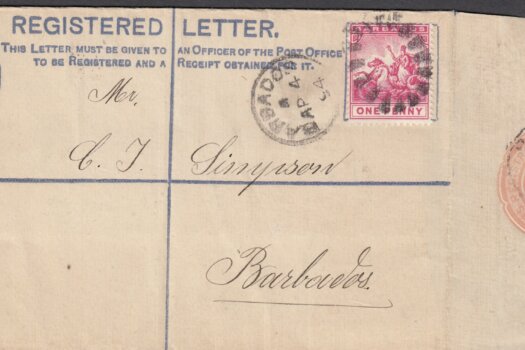 REGISTERED LETTER.
THIS LETTER MUST BE GIVEN TO AN OFFICER OF THE POST OFFICE
TO BE REGISTERED AND A RECEIPT OBTAINED FOR IT.
BARBADOS
ONE PENNY
BARBADOS
A
AP 4
94
Mr.
C. J. Simpson
Barbados.